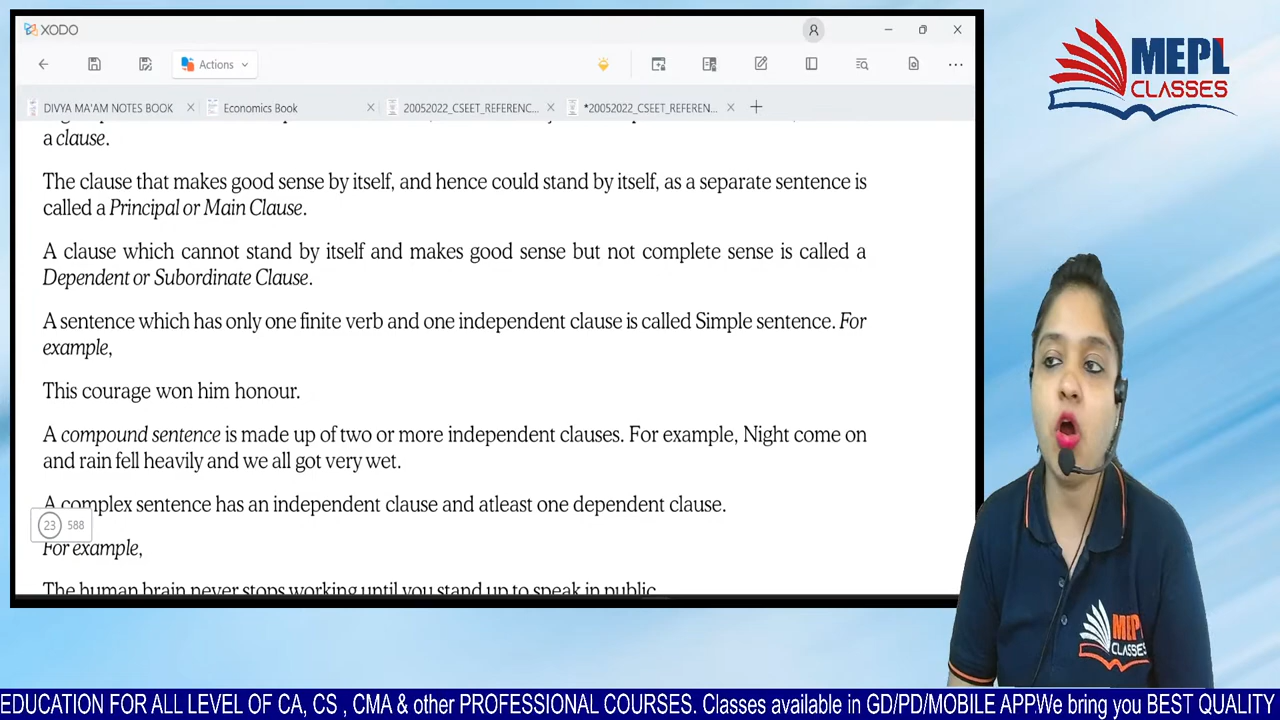 XODO
MEPL
CLASSES
Actions
DIVYA MA'AM NOTES BOOK
Economics Book
20052022_CSEET_REFERENC...
*20052022_CSEET_REFEREN...
a clause.
The clause that makes good sense by itself, and hence could stand by itself, as a separate sentence is
called a Principal or Main Clause.
A clause which cannot stand by itself and makes good sense but not complete sense is called a
Dependent or Subordinate Clause.
A sentence which has only one finite verb and one independent clause is called Simple sentence. For
example,
This courage won him honour.
A compound sentence is made up of two or more independent clauses. For example, Night come on
and rain fell heavily and we all got very wet.
A complex sentence has an independent clause and atleast one dependent clause.
23 588
For example,
The human brain never stops working until you stand up to speak in public.
MEPL
CLASSES
EDUCATION FOR ALL LEVEL OF CA, CS , CMA & other PROFESSIONAL COURSES. Classes available in GD/PD/MOBILE APPWe bring you BEST QUALITY